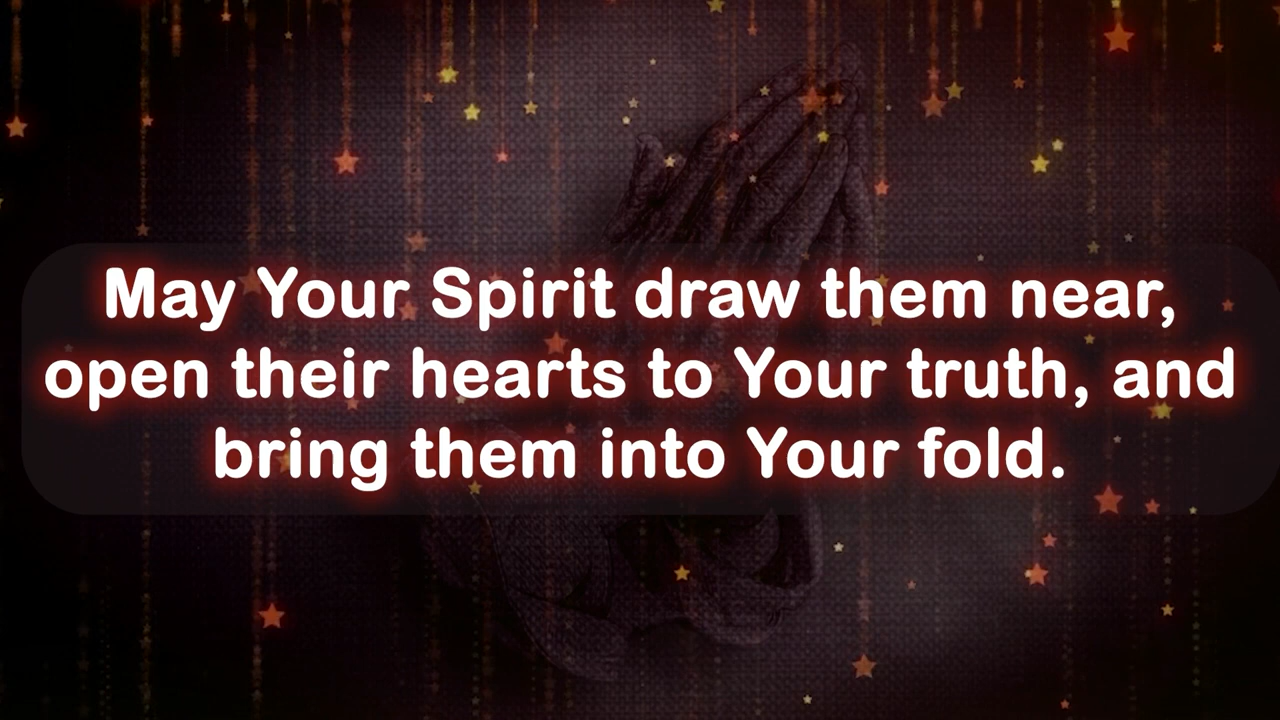 May Your Spirit draw them near,
open their hearts to Your truth, and
bring them into Your fold.